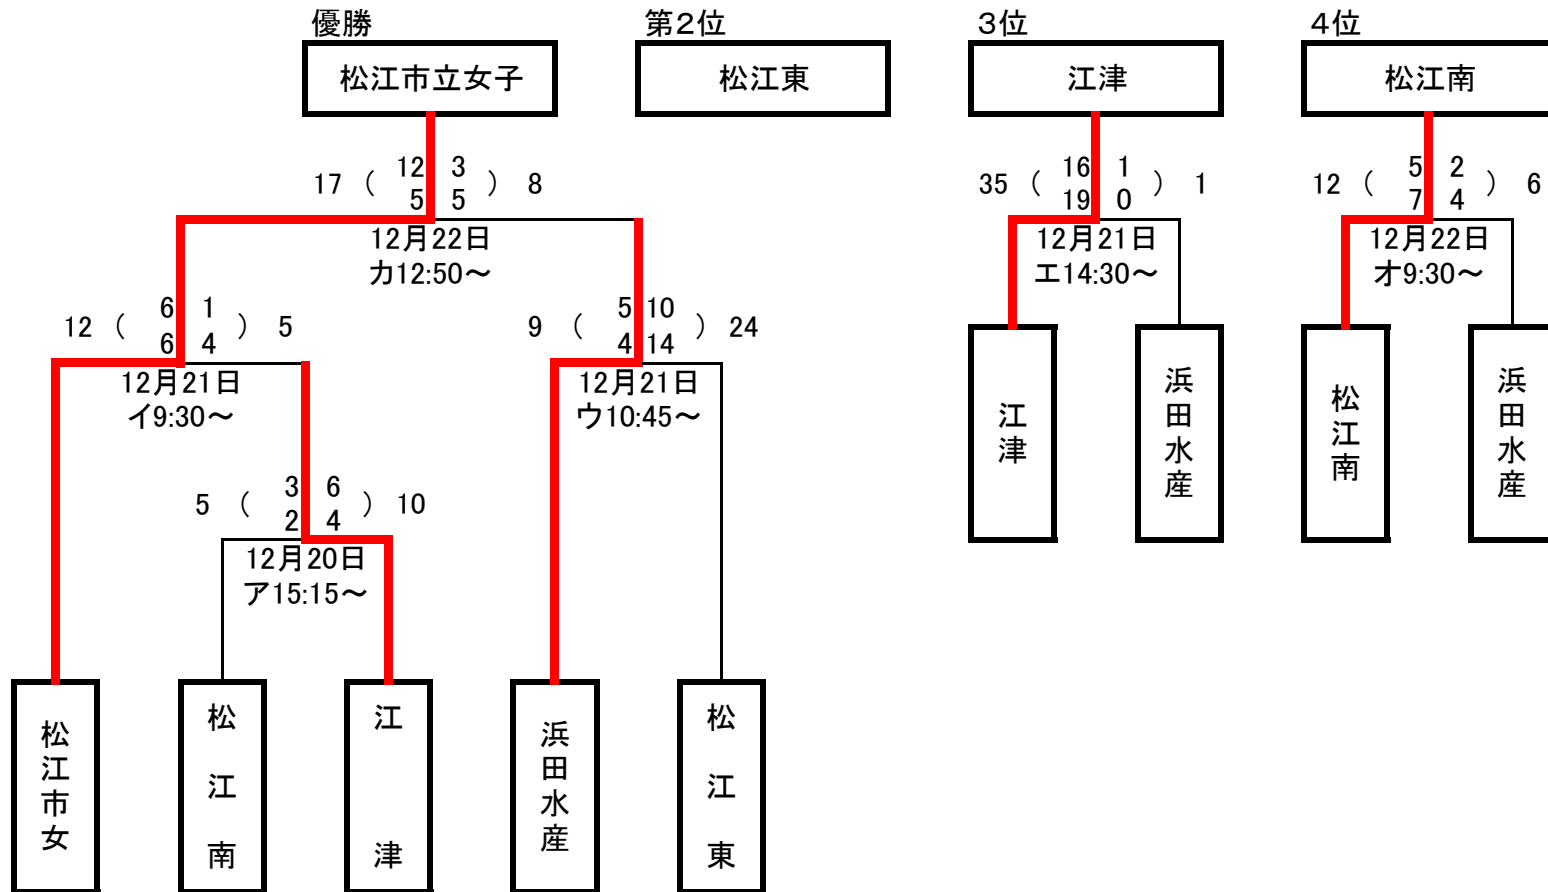 優勝
第2位
3位
4位
松江市立女子
松江東
江津
松江南
17 ( 12 3 ) 8
5 5
12月22日
カ12:50～
35 ( 16 1 ) 1
19 0
12月21日
エ14:30～
12 ( 5 2 ) 6
7 4
12月22日
オ9:30～
12 ( 6 1 ) 5
6 4
12月21日
イ9:30～
9 ( 5 10 ) 24
4 14
12月21日
ウ10:45～
5 ( 3 6 ) 10
2 4
12月20日
ア15:15～
江津
浜田水産
松江南
浜田水産
松江市女
松江南
江津
浜田水産
松江東